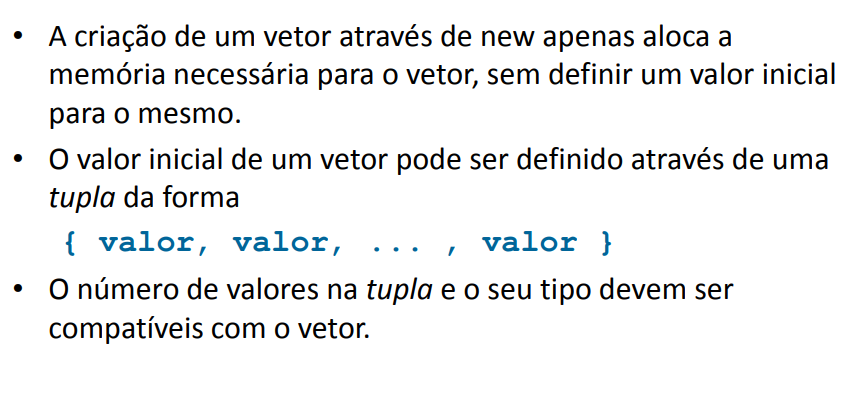 • A criação de um vetor através de new apenas aloca a
memória necessária para o vetor, sem definir um valor inicial
para o mesmo.
• O valor inicial de um vetor pode ser definido através de uma
tupla da forma
{ valor, valor, ... , valor }
• O número de valores na tupla e o seu tipo devem ser
compatíveis com o vetor.